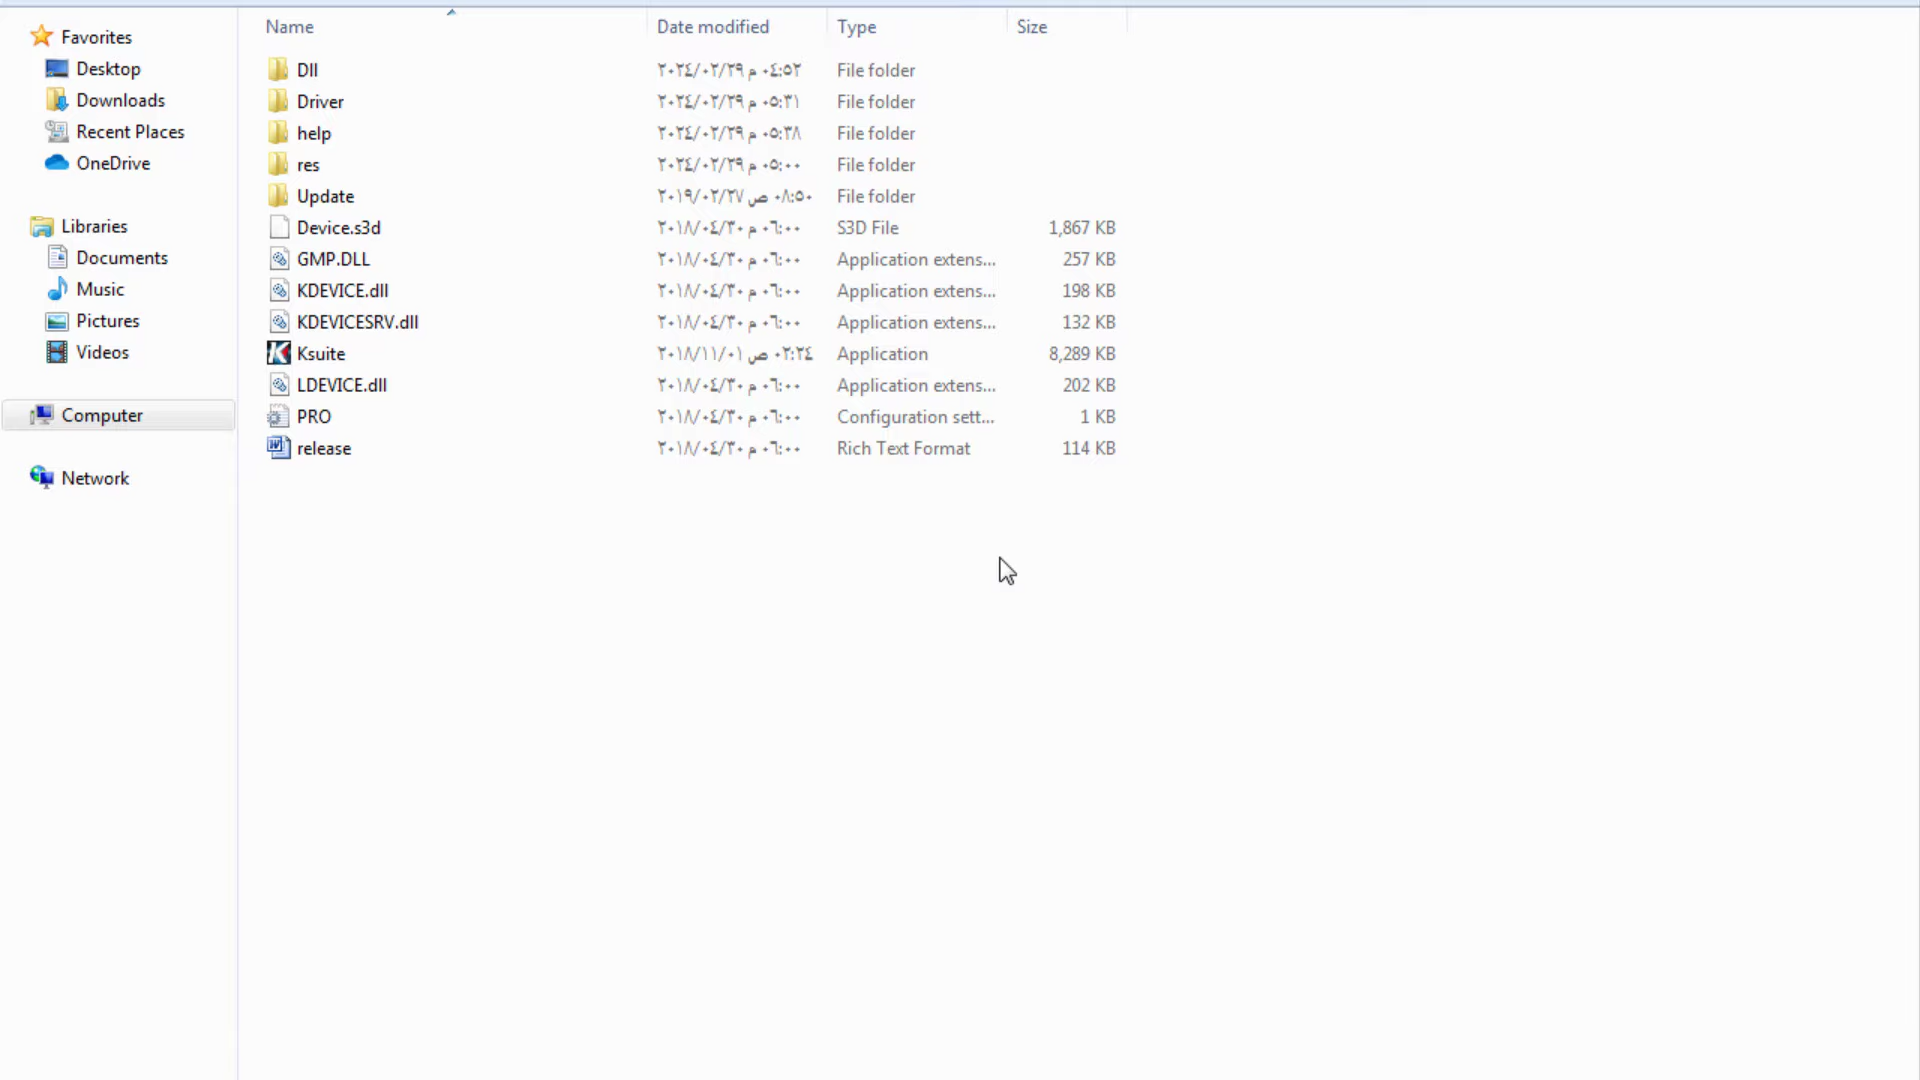 Name Date modified Type Size
Favorites
Desktop
Downloads
Recent Places
OneDrive
Libraries
Documents
Music
Pictures
Videos
Computer
Network
Dll ٢٠٢٤/٠٢/٢٩ م ٠٤:٥٢ File folder
Driver ٢٠٢٤/٠٢/٢٩ م ٠٥:٣١ File folder
help ٢٠٢٤/٠٢/٢٩ م ٠٥:٣٨ File folder
res ٢٠٢٤/٠٢/٢٩ م ٠٥:٠٠ File folder
Update ٢٠١٩/٠٢/٢٧ ص ٠٨:٥٠ File folder
Device.s3d ٢٠١٨/٠٤/٣٠ م ٠٦:٠٠ S3D File 1,867 KB
GMP.DLL ٢٠١٨/٠٤/٣٠ م ٠٦:٠٠ Application extens... 257 KB
KDEVICE.dll ٢٠١٨/٠٤/٣٠ م ٠٦:٠٠ Application extens... 198 KB
KDEVICESRV.dll ٢٠١٨/٠٤/٣٠ م ٠٦:٠٠ Application extens... 132 KB
Ksuite ٢٠١٨/١١/٠١ ص ٠٢:٢٤ Application 8,289 KB
LDEVICE.dll ٢٠١٨/٠٤/٣٠ م ٠٦:٠٠ Application extens... 202 KB
PRO ٢٠١٨/٠٤/٣٠ م ٠٦:٠٠ Configuration sett... 1 KB
release ٢٠١٨/٠٤/٣٠ م ٠٦:٠٠ Rich Text Format 114 KB